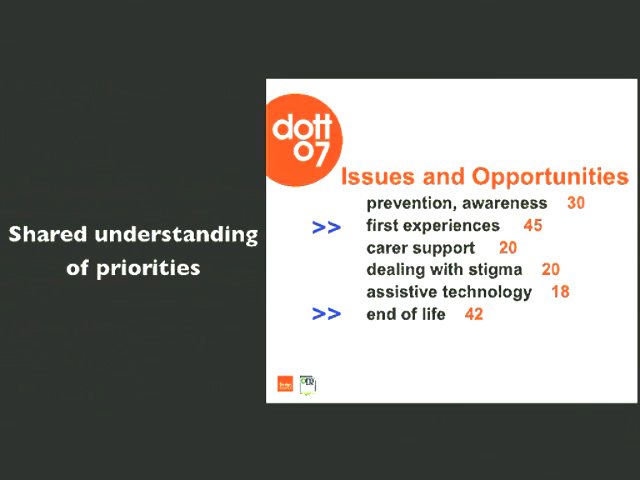 dott
07
Issues and Opportunities
prevention, awareness 30
>> first experiences 45
Shared understanding
of priorities
carer support 20
dealing with stigma 20
assistive technology 18
>> end of life 42